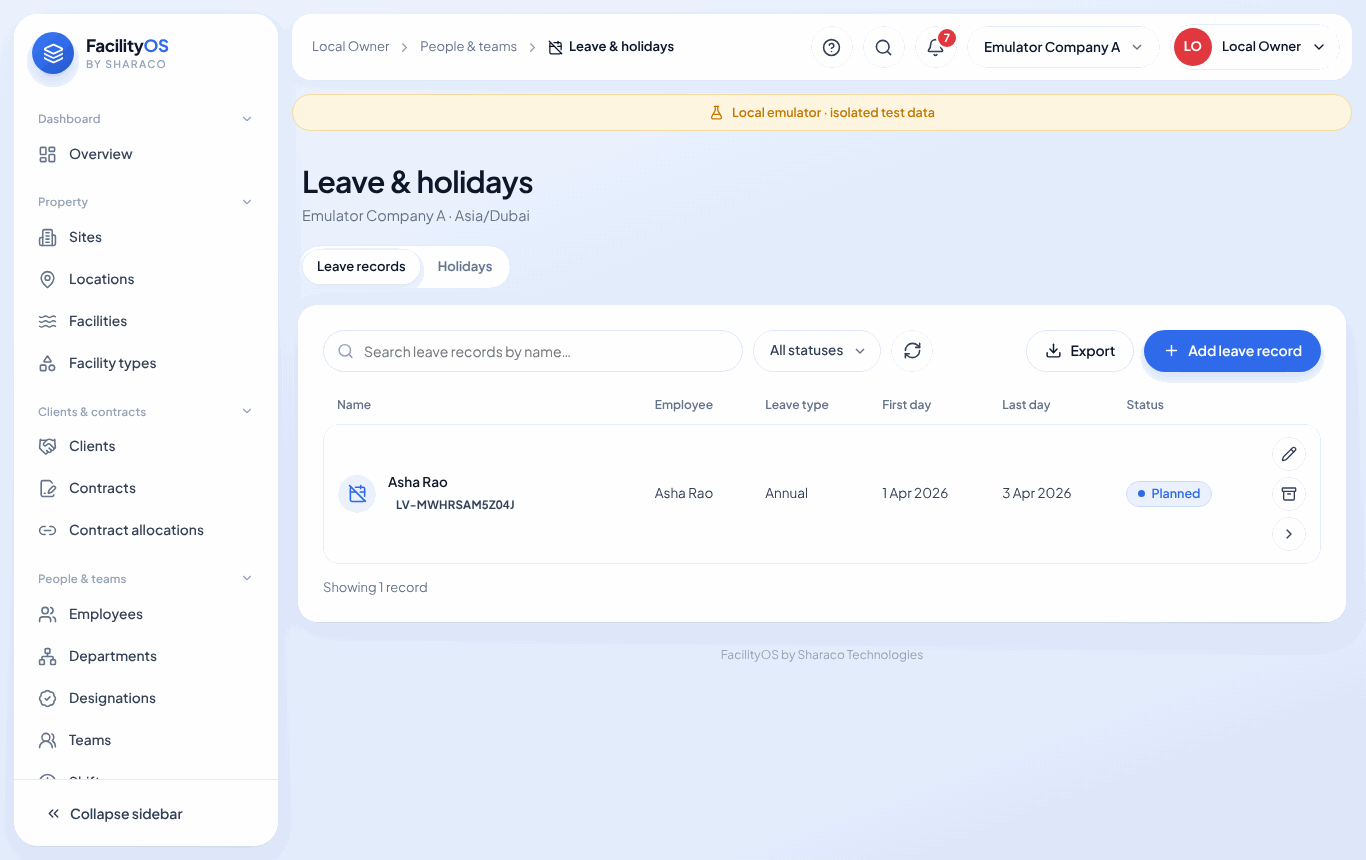 FacilityOS
BY SHARACO
Dashboard
Overview
Property
Sites
Locations
Facilities
Facility types
Clients & contracts
Clients
Contracts
Contract allocations
People & teams
Employees
Departments
Designations
Teams
Collapse sidebar
Local Owner
People & teams
Leave & holidays
7
Emulator Company A
LO
Local Owner
Local emulator · isolated test data
Leave & holidays
Emulator Company A · Asia/Dubai
Leave records
Holidays
Search leave records by name...
All statuses
Export
Add leave record
Name Employee Leave type First day Last day Status
Asha Rao
LV-MWHRSAM5Z04J
Asha Rao Annual 1 Apr 2026 3 Apr 2026 Planned
Showing 1 record
FacilityOS by Sharaco Technologies